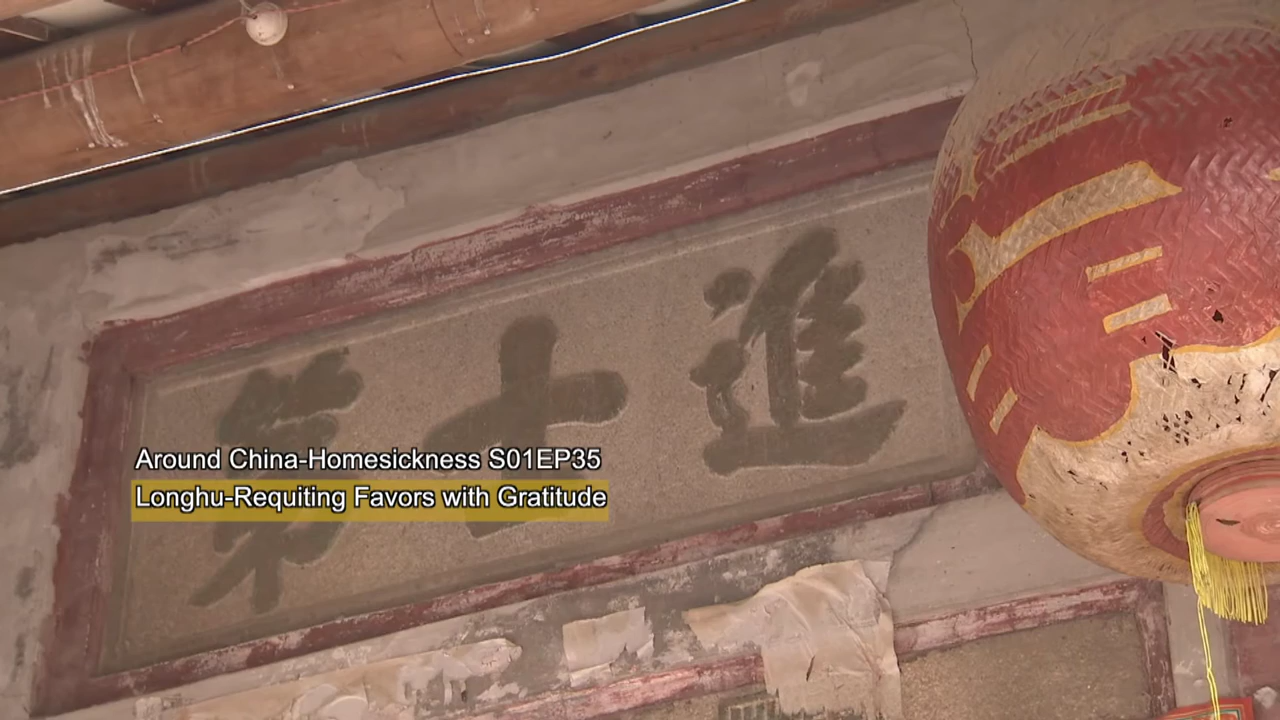 進士第
Around China-Homesickness S01EP35
Longhu-Requiting Favors with Gratitude